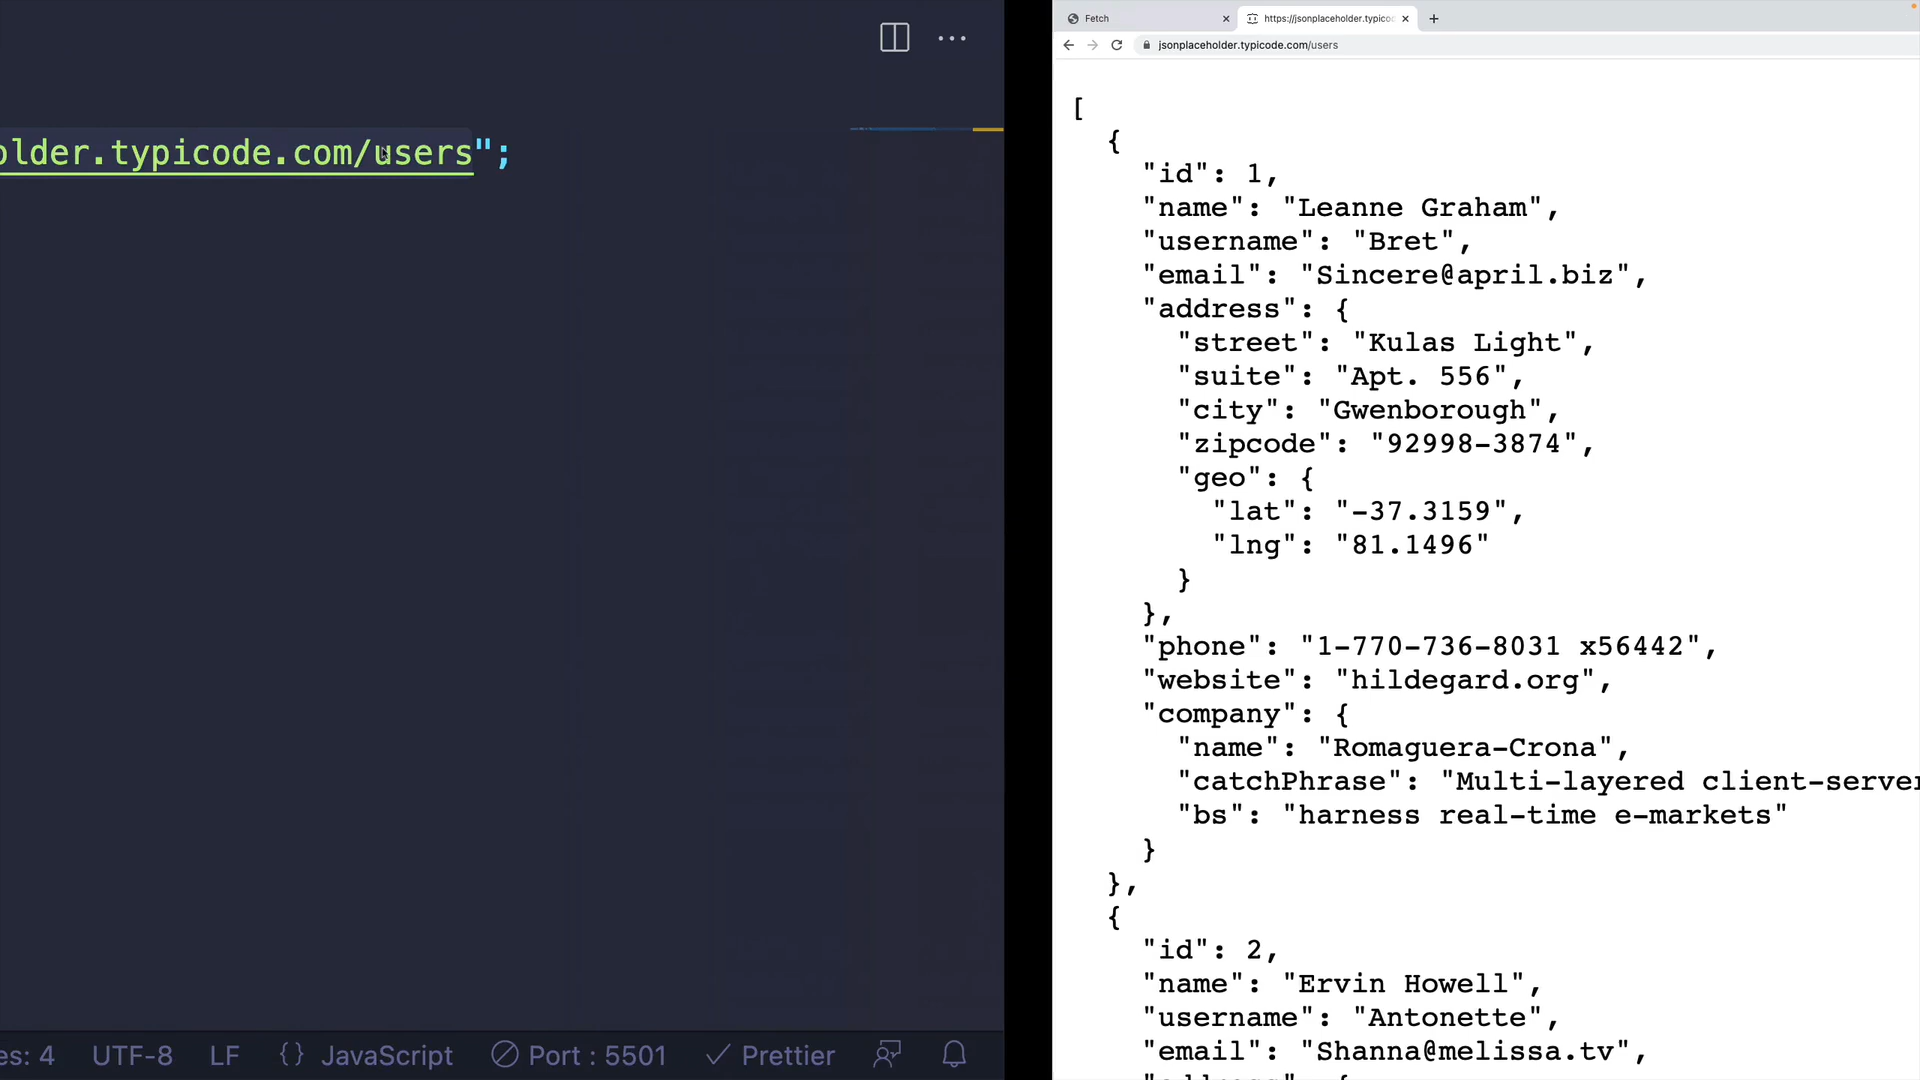 older.typicode.com/users";
es: 4 UTF-8 LF {} JavaScript Port : 5501 Prettier
Fetch
https://jsonplaceholder.typico
jsonplaceholder.typicode.com/users
[
{
"id": 1,
"name": "Leanne Graham",
"username": "Bret",
"email": "Sincere@april.biz",
"address": {
"street": "Kulas Light",
"suite": "Apt. 556",
"city": "Gwenborough",
"zipcode": "92998-3874",
"geo": {
"lat": "-37.3159",
"lng": "81.1496"
}
},
"phone": "1-770-736-8031 x56442",
"website": "hildegard.org",
"company": {
"name": "Romaguera-Crona",
"catchPhrase": "Multi-layered client-server
"bs": "harness real-time e-markets"
}
},
{
"id": 2,
"name": "Ervin Howell",
"username": "Antonette",
"email": "Shanna@melissa.tv",